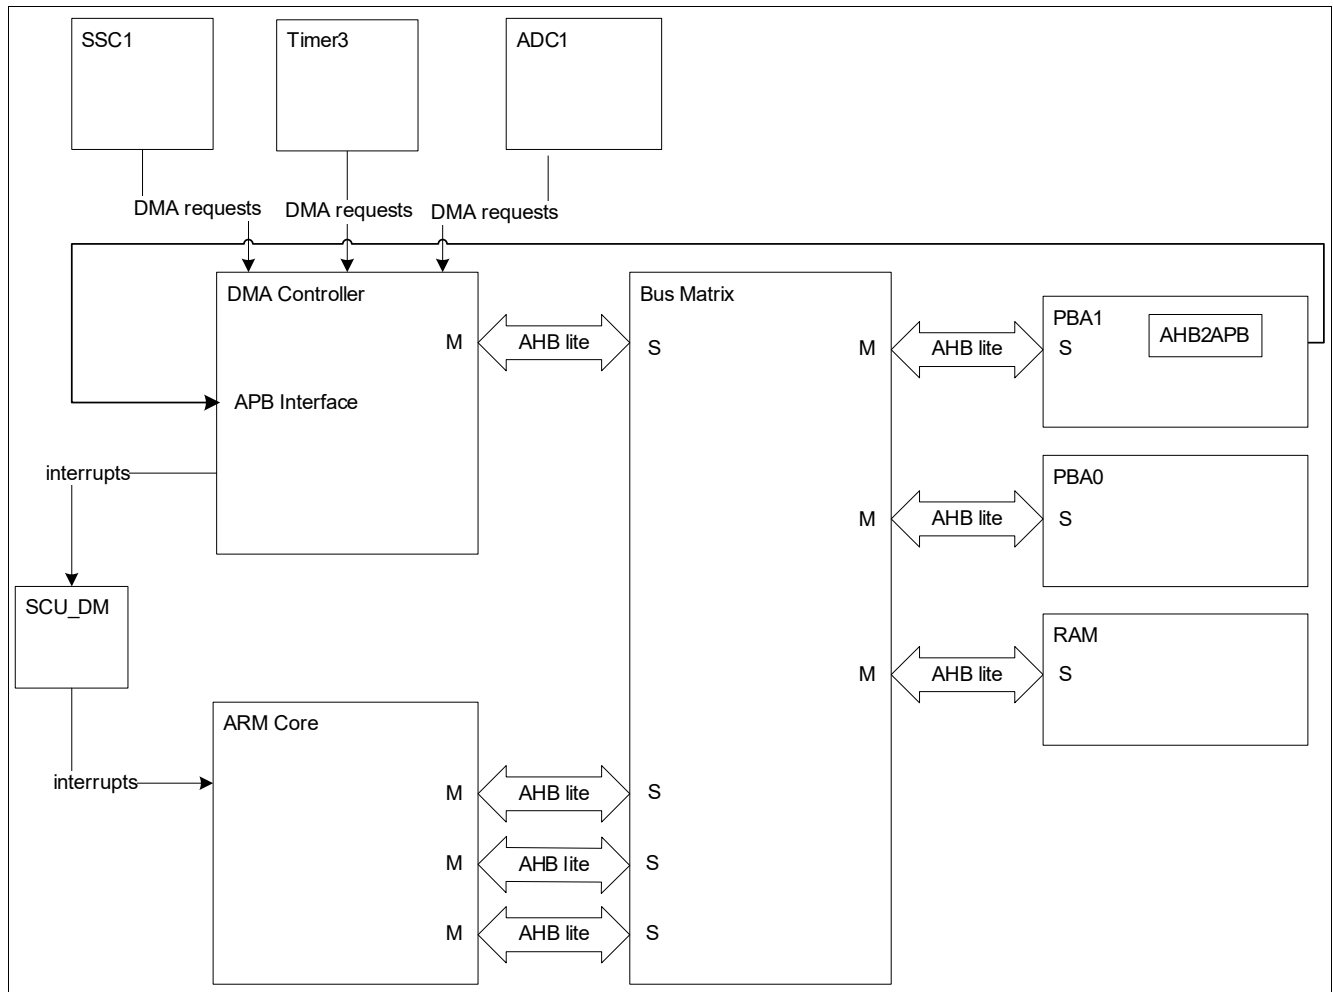 SSC1
Timer3
ADC1
DMA requests
DMA requests
DMA requests
DMA Controller
Bus Matrix
PBA1
AHB2APB
M
AHB lite
S
M
AHB lite
S
APB Interface
interrupts
PBA0
M
AHB lite
S
SCU_DM
RAM
M
AHB lite
S
ARM Core
interrupts
M
AHB lite
S
M
AHB lite
S
M
AHB lite
S